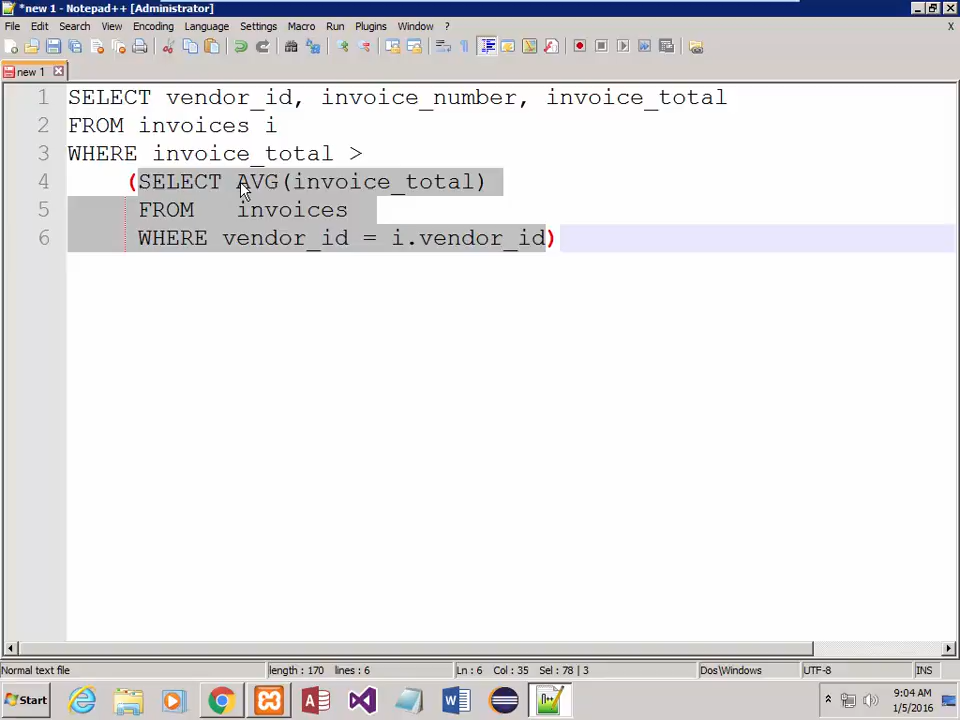 *new 1 - Notepad++ [Administrator]
File Edit Search View Encoding Language Settings Macro Run Plugins Window ? X
new 1
1 SELECT vendor_id, invoice_number, invoice_total
2 FROM invoices i
3 WHERE invoice_total >
4 (SELECT AVG(invoice_total)
5 FROM invoices
6 WHERE vendor_id = i.vendor_id)
Normal text file length : 170 lines : 6 Ln : 6 Col : 35 Sel : 78 | 3 Dos\Windows UTF-8 INS
Start 9:04 AM
1/5/2016